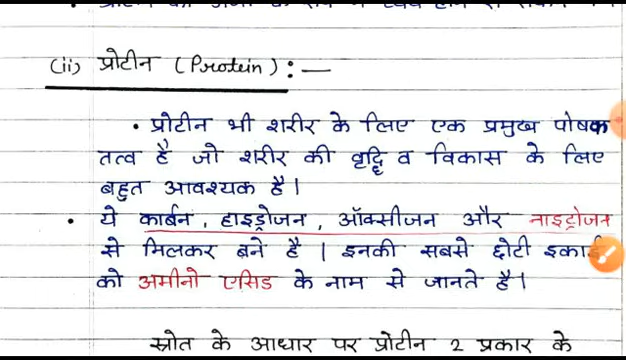 (ii) प्रोटीन (Protein) : —
• प्रोटीन भी शरीर के लिए एक प्रमुख पोषक
तत्व है जो शरीर की वृद्धि व विकास के लिए
बहुत आवश्यक है।
• ये कार्बन, हाइड्रोजन, ऑक्सीजन और नाइट्रोजन
से मिलकर बने है। इनकी सबसे छोटी इकाई
को अमीनो एसिड के नाम से जानते है।
स्रोत के आधार पर प्रोटीन 2 प्रकार के